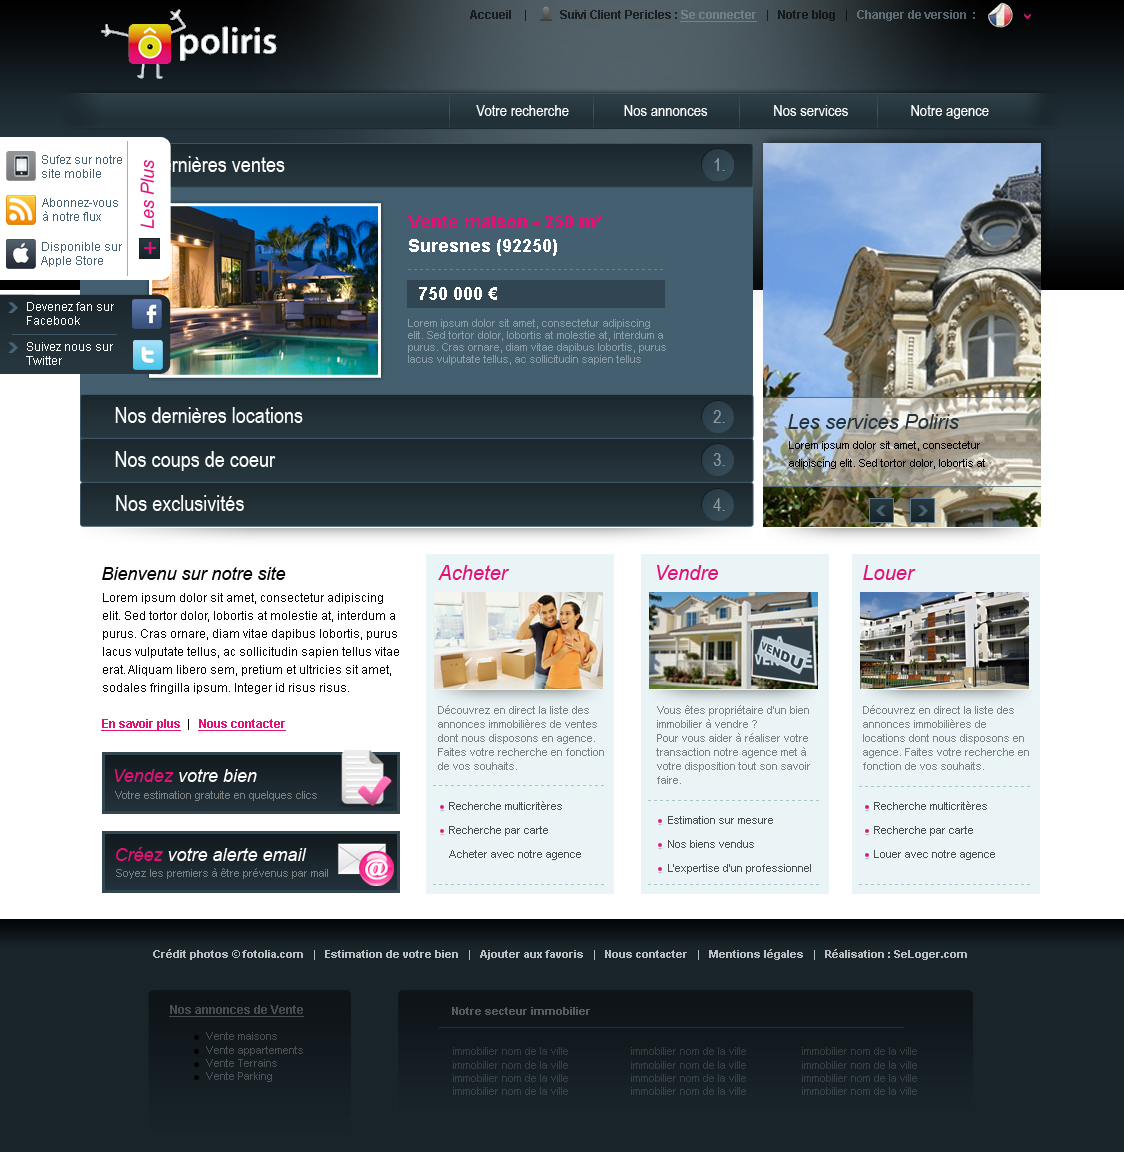 poliris
Accueil | Suivi Client Pericles : Se connecter | Notre blog | Changer de version :
Votre recherche
Nos annonces
Nos services
Notre agence
Sufez sur notre
site mobile
Abonnez-vous
à notre flux
Disponible sur
Apple Store
Les Plus
+
Devenez fan sur
Facebook
Suivez nous sur
Twitter
ernières ventes
1.
Vente maison - 250 m²
Suresnes (92250)
750 000 €
Lorem ipsum dolor sit amet, consectetur adipiscing
elit. Sed tortor dolor, lobortis at molestie at, interdum a
purus. Cras ornare, diam vitae dapibus lobortis, purus
lacus vulputate tellus, ac sollicitudin sapien tellus
Nos dernières locations
2.
Nos coups de coeur
3.
Nos exclusivités
4.
Les services Poliris
Lorem ipsum dolor sit amet, consectetur
adipiscing elit. Sed tortor dolor, lobortis at
Bienvenu sur notre site
Lorem ipsum dolor sit amet, consectetur adipiscing
elit. Sed tortor dolor, lobortis at molestie at, interdum a
purus. Cras ornare, diam vitae dapibus lobortis, purus
lacus vulputate tellus, ac sollicitudin sapien tellus vitae
erat. Aliquam libero sem, pretium et ultricies sit amet,
sodales fringilla ipsum. Integer id risus risus.
En savoir plus | Nous contacter
Vendez votre bien
Votre estimation gratuite en quelques clics
Créez votre alerte email
Soyez les premiers à être prévenus par mail
@
Acheter
Découvrez en direct la liste des
annonces immobilières de ventes
dont nous disposons en agence.
Faites votre recherche en fonction
de vos souhaits.
Recherche multicritères
Recherche par carte
Acheter avec notre agence
Vendre
VENDU
VENDU
Vous êtes propriétaire d'un bien
immobilier à vendre ?
Pour vous aider à réaliser votre
transaction notre agence met à
votre disposition tout son savoir
faire.
Estimation sur mesure
Nos biens vendus
L'expertise d'un professionnel
Louer
Découvrez en direct la liste des
annonces immobilières de
locations dont nous disposons en
agence. Faites votre recherche en
fonction de vos souhaits.
Recherche multicritères
Recherche par carte
Louer avec notre agence
Crédit photos © fotolia.com | Estimation de votre bien | Ajouter aux favoris | Nous contacter | Mentions légales | Réalisation : SeLoger.com
Nos annonces de Vente
Vente maisons
Vente appartements
Vente Terrains
Vente Parking
Notre secteur immobilier
immobilier nom de la ville immobilier nom de la ville immobilier nom de la ville
immobilier nom de la ville immobilier nom de la ville immobilier nom de la ville
immobilier nom de la ville immobilier nom de la ville immobilier nom de la ville
immobilier nom de la ville immobilier nom de la ville immobilier nom de la ville